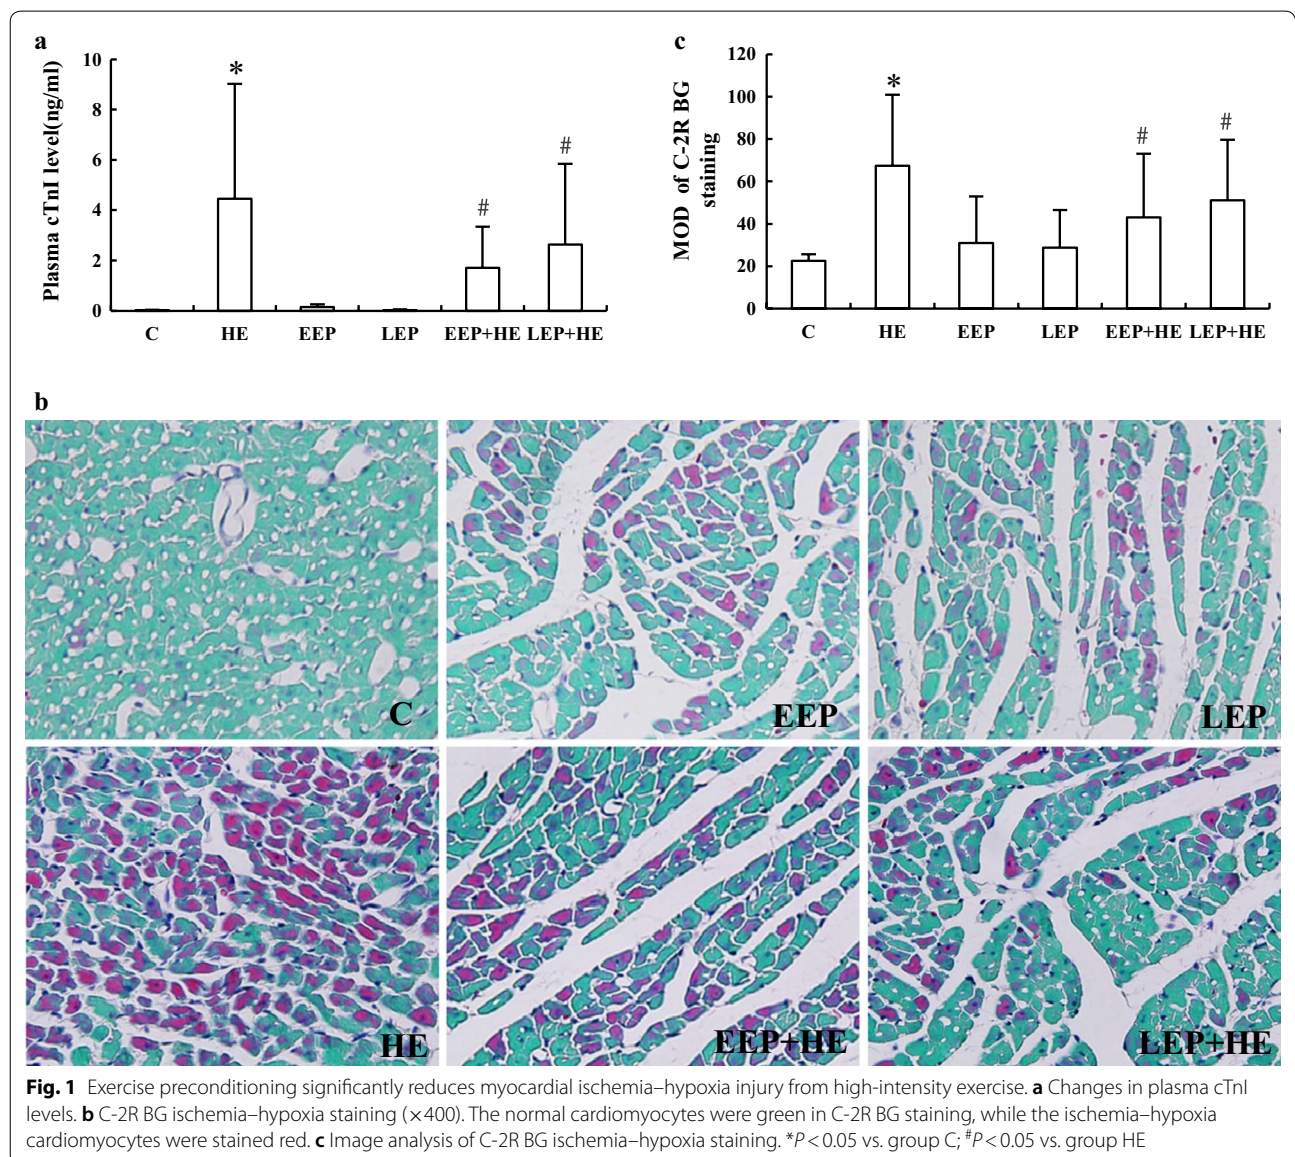 a
Plasma cTnI level(ng/ml)
10
8
6
4
2
0
*
#
#
C HE EEP LEP EEP+HE LEP+HE
c
MOD of C-2R BG
staining
120
100
80
60
40
20
0
*
#
#
C HE EEP LEP EEP+HE LEP+HE
b
C EEP LEP
HE EEP+HE LEP+HE
Fig. 1 Exercise preconditioning significantly reduces myocardial ischemia–hypoxia injury from high-intensity exercise. a Changes in plasma cTnI
levels. b C-2R BG ischemia–hypoxia staining (×400). The normal cardiomyocytes were green in C-2R BG staining, while the ischemia–hypoxia
cardiomyocytes were stained red. c Image analysis of C-2R BG ischemia–hypoxia staining. *P < 0.05 vs. group C; #P < 0.05 vs. group HE